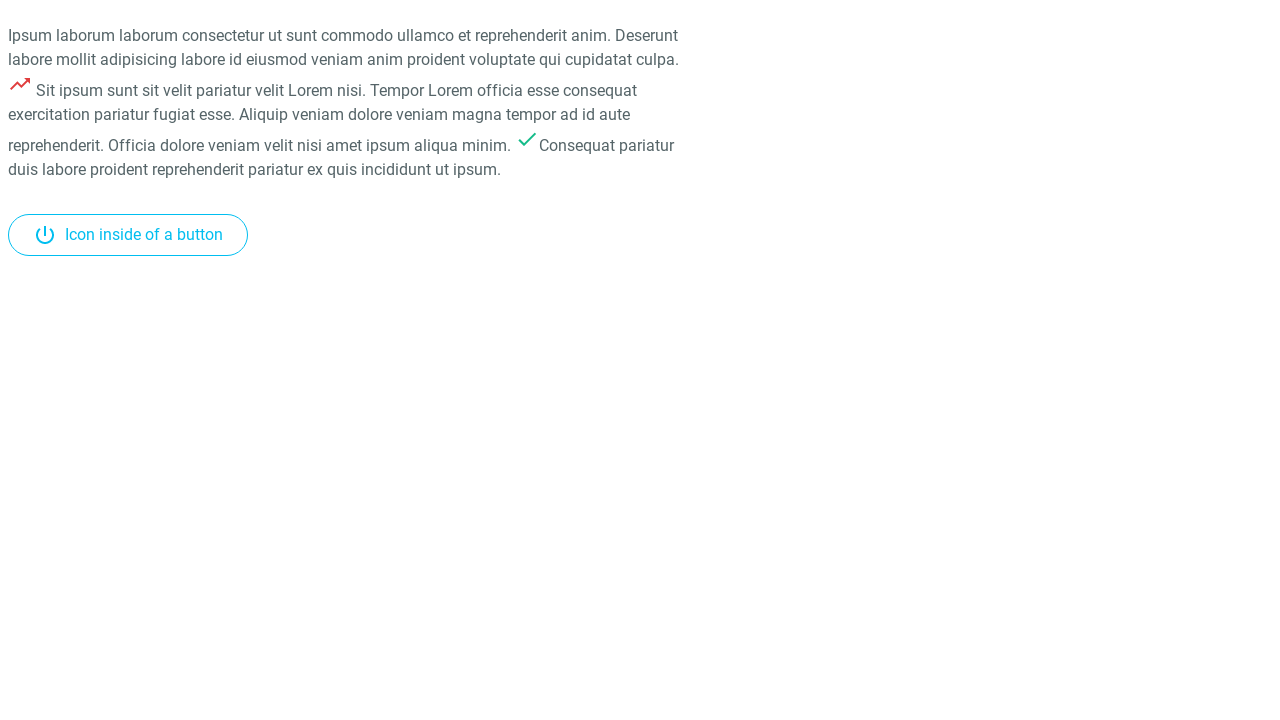 Ipsum laborum laborum consectetur ut sunt commodo ullamco et reprehenderit anim. Deserunt
labore mollit adipisicing labore id eiusmod veniam anim proident voluptate qui cupidatat culpa.
Sit ipsum sunt sit velit pariatur velit Lorem nisi. Tempor Lorem officia esse consequat
exercitation pariatur fugiat esse. Aliquip veniam dolore veniam magna tempor ad id aute
reprehenderit. Officia dolore veniam velit nisi amet ipsum aliqua minim. Consequat pariatur
duis labore proident reprehenderit pariatur ex quis incididunt ut ipsum.
Icon inside of a button